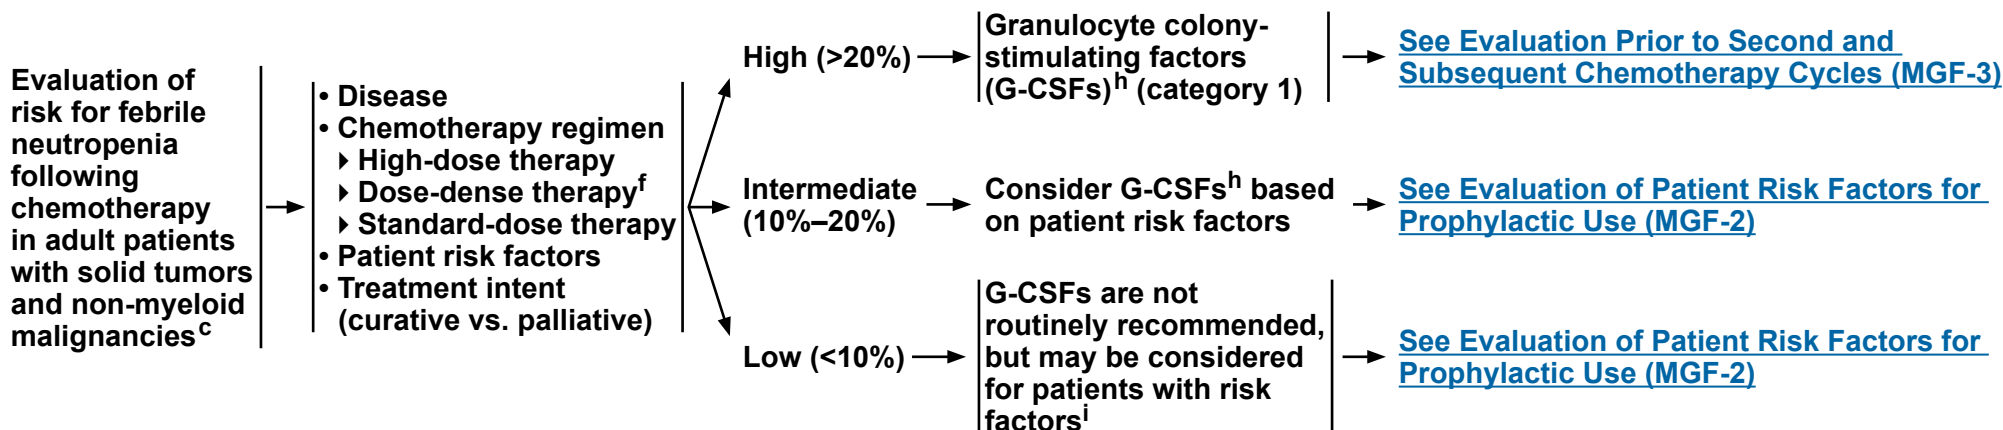 Evaluation of
risk for febrile
neutropenia
following
chemotherapy
in adult patients
with solid tumors
and non-myeloid
malignanciesᶜ
• Disease
• Chemotherapy regimen
▸ High-dose therapy
▸ Dose-dense therapyᶠ
▸ Standard-dose therapy
• Patient risk factors
• Treatment intent
(curative vs. palliative)
High (>20%)
Granulocyte colony-
stimulating factors
(G-CSFs)ʰ (category 1)
See Evaluation Prior to Second and
Subsequent Chemotherapy Cycles (MGF-3)
Intermediate
(10%–20%)
Consider G-CSFsʰ based
on patient risk factors
See Evaluation of Patient Risk Factors for
Prophylactic Use (MGF-2)
Low (<10%)
G-CSFs are not
routinely recommended,
but may be considered
for patients with risk
factorsⁱ
See Evaluation of Patient Risk Factors for
Prophylactic Use (MGF-2)